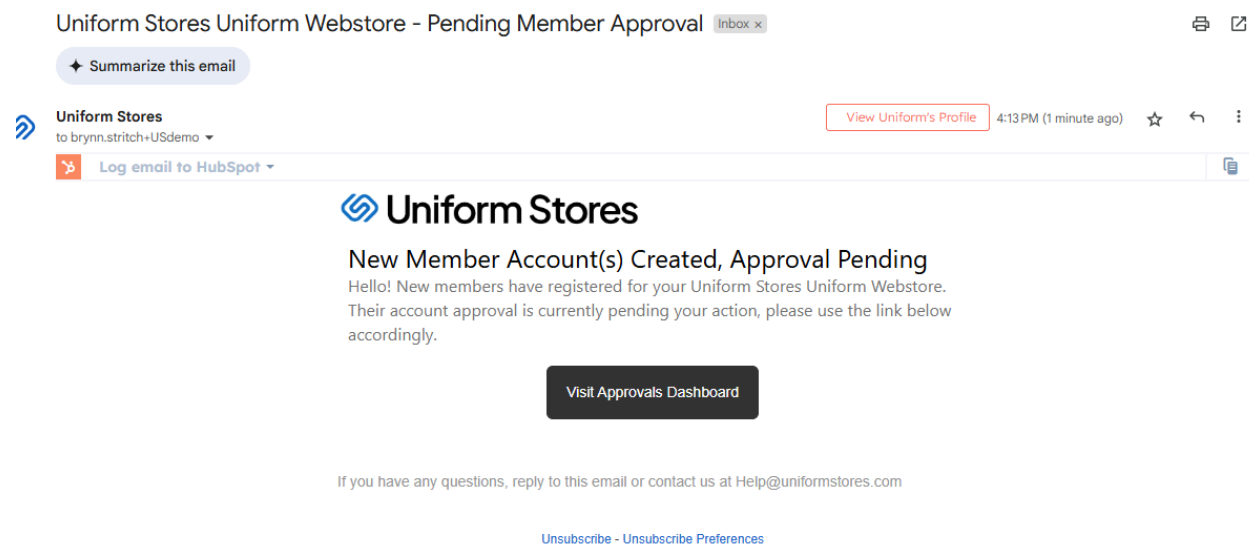 Uniform Stores Uniform Webstore - Pending Member Approval Inbox ×
Summarize this email
Uniform Stores
View Uniform's Profile 4:13 PM (1 minute ago)
to brynn.stritch+USdemo
Log email to HubSpot
Uniform Stores
New Member Account(s) Created, Approval Pending
Hello! New members have registered for your Uniform Stores Uniform Webstore.
Their account approval is currently pending your action, please use the link below
accordingly.
Visit Approvals Dashboard
If you have any questions, reply to this email or contact us at Help@uniformstores.com
Unsubscribe - Unsubscribe Preferences